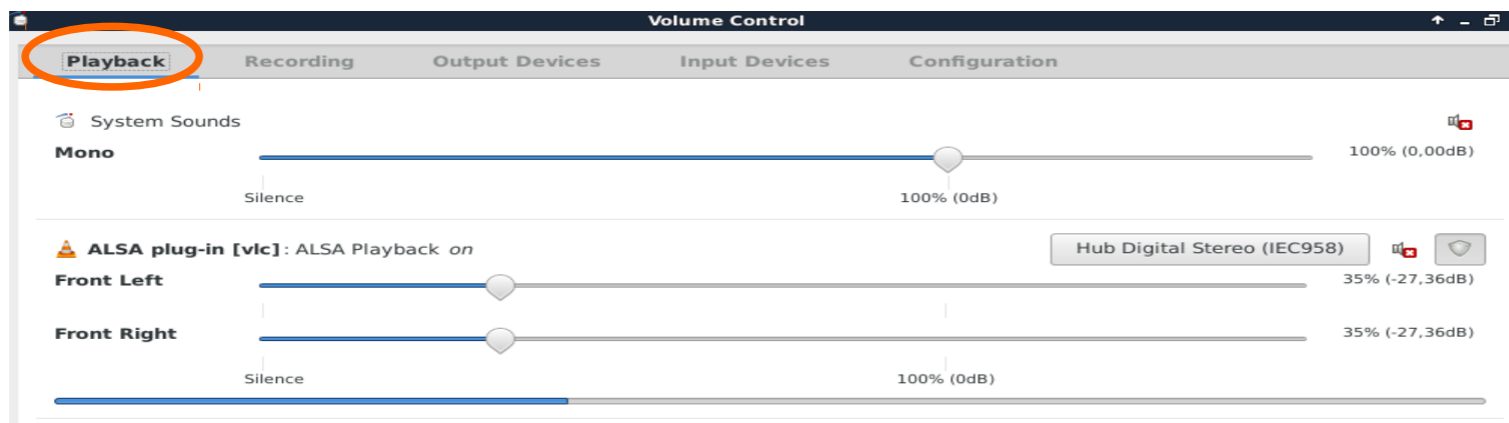 Volume Control
Playback Recording Output Devices Input Devices Configuration
System Sounds
Mono 100% (0,00dB)
Silence 100% (0dB)
ALSA plug-in [vlc]: ALSA Playback on Hub Digital Stereo (IEC958)
Front Left 35% (-27,36dB)
Front Right 35% (-27,36dB)
Silence 100% (0dB)